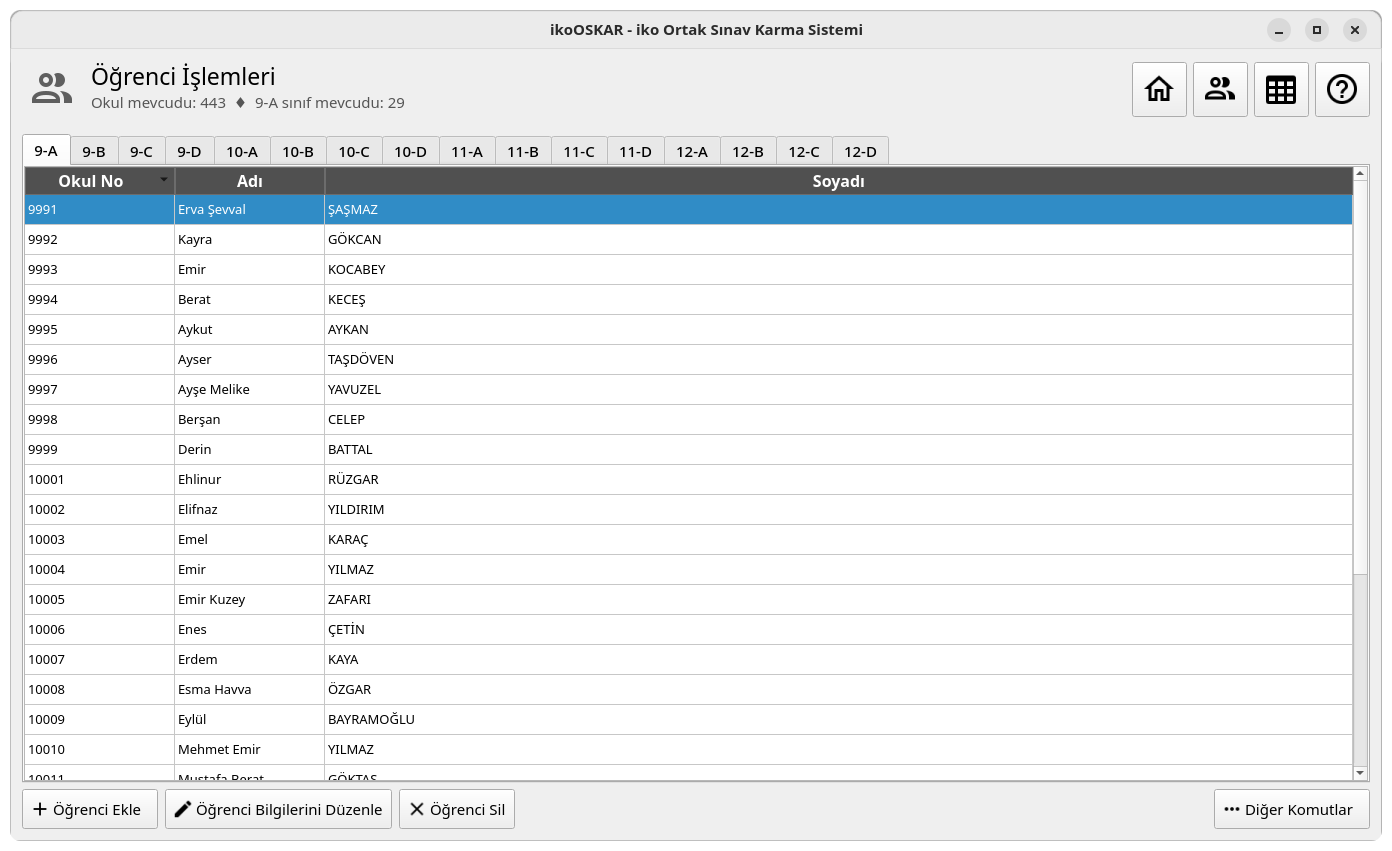 ikoOSKAR - iko Ortak Sınav Karma Sistemi
Öğrenci İşlemleri
Okul mevcudu: 443 ♦ 9-A sınıf mevcudu: 29
9-A 9-B 9-C 9-D 10-A 10-B 10-C 10-D 11-A 11-B 11-C 11-D 12-A 12-B 12-C 12-D
Okul No Adı Soyadı
9991 Erva Şevval ŞAŞMAZ
9992 Kayra GÖKCAN
9993 Emir KOCABEY
9994 Berat KECEŞ
9995 Aykut AYKAN
9996 Ayser TAŞDÖVEN
9997 Ayşe Melike YAVUZEL
9998 Berşan CELEP
9999 Derin BATTAL
10001 Ehlinur RÜZGAR
10002 Elifnaz YILDIRIM
10003 Emel KARAÇ
10004 Emir YILMAZ
10005 Emir Kuzey ZAFARI
10006 Enes ÇETİN
10007 Erdem KAYA
10008 Esma Havva ÖZGAR
10009 Eylül BAYRAMOĞLU
10010 Mehmet Emir YILMAZ
10011 Mustafa Berat
Öğrenci Ekle Öğrenci Bilgilerini Düzenle Öğrenci Sil Diğer Komutlar